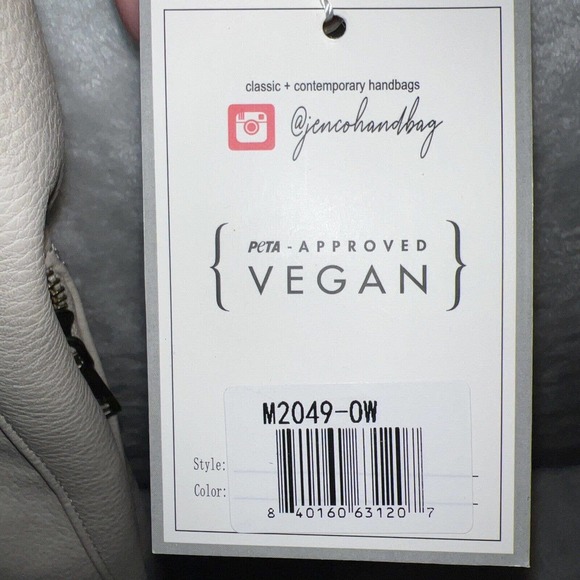 classic + contemporary handbags
@jencohandbag
PETA - APPROVED
VEGAN
M2049-OW
Style:
Color:
8 40160 63120 7